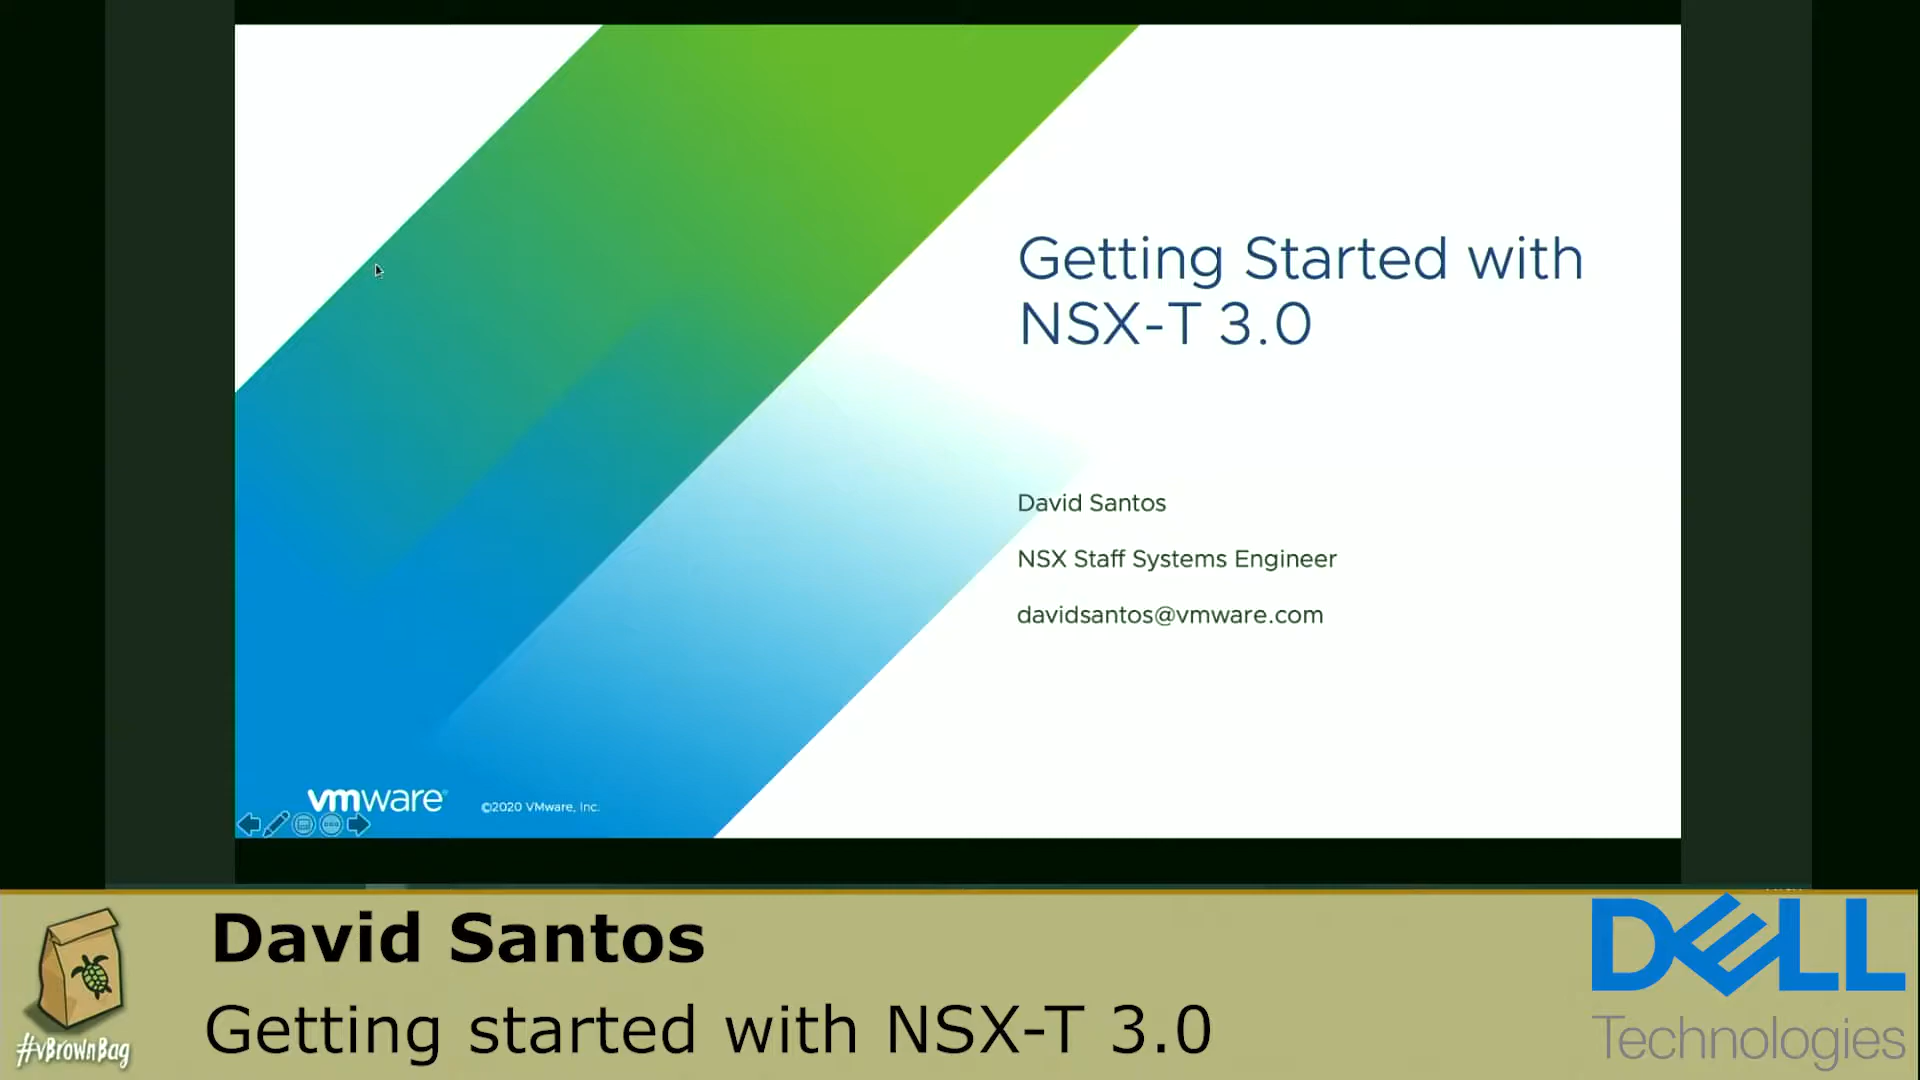 Getting Started with
NSX-T 3.0
David Santos
NSX Staff Systems Engineer
davidsantos@vmware.com
vmware®
©2020 VMware, Inc.
David Santos
Getting started with NSX-T 3.0
#vBrownBag
DELL
Technologies